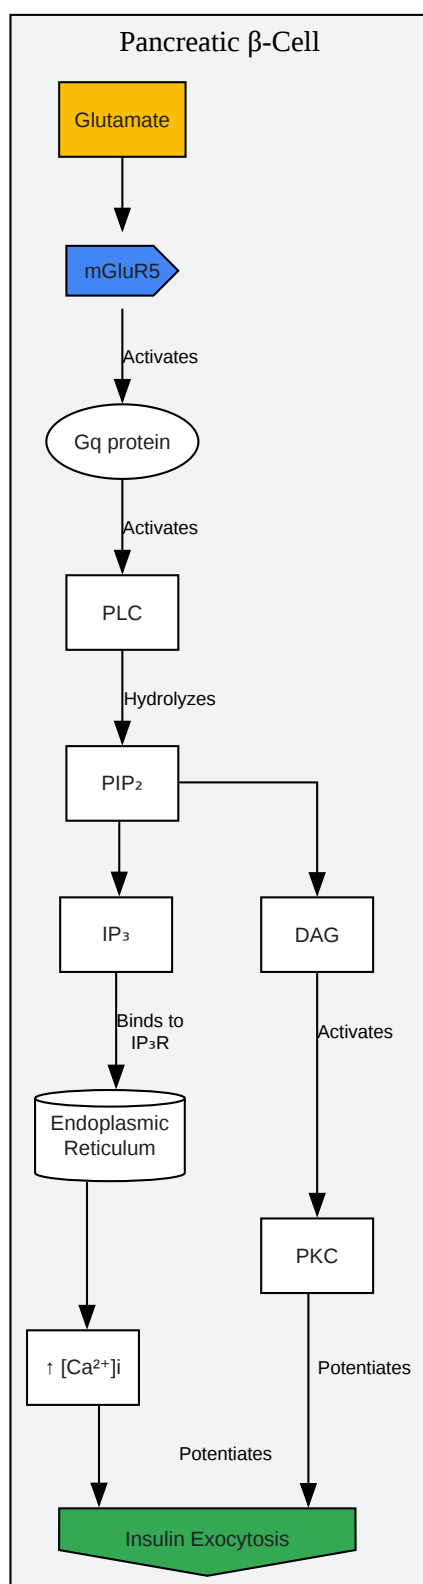 Pancreatic β-Cell
Glutamate
mGluR5
Activates
Gq protein
Activates
PLC
Hydrolyzes
PIP₂
IP₃
DAG
Binds to
IP₃R
Activates
Endoplasmic
Reticulum
PKC
↑ [Ca²⁺]i
Potentiates
Potentiates
Insulin Exocytosis